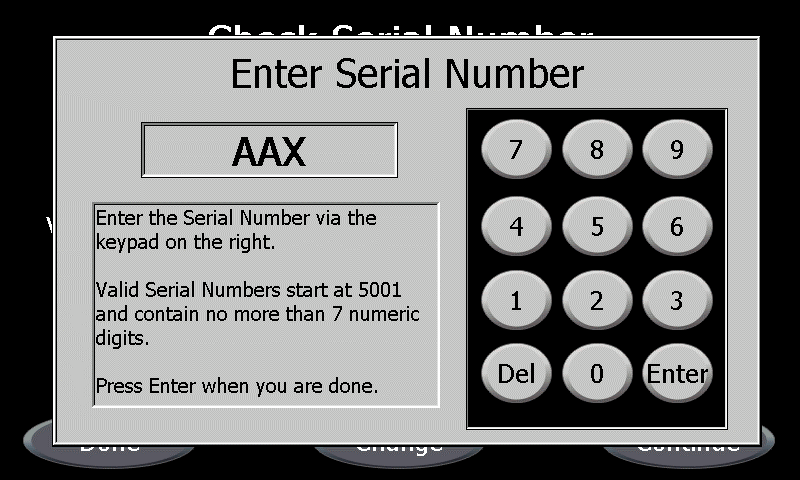 Check Serial Number
Enter Serial Number
AAX
Enter the Serial Number via the
keypad on the right.
Valid Serial Numbers start at 5001
and contain no more than 7 numeric
digits.
Press Enter when you are done.
7 8 9
4 5 6
1 2 3
Del 0 Enter
Done Change Continue